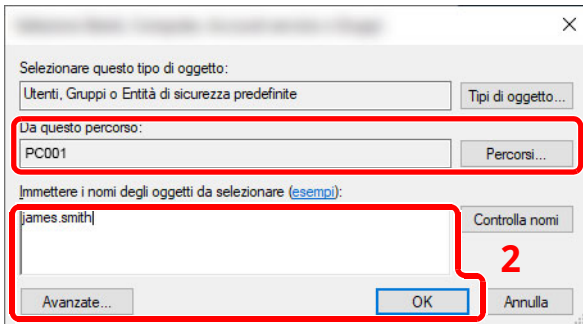 Selezionare questo tipo di oggetto:
Utenti, Gruppi o Entità di sicurezza predefinite
Tipi di oggetto...
Da questo percorso:
PC001
Percorsi...
Immettere i nomi degli oggetti da selezionare (esempi):
james.smith
Controlla nomi
2
Avanzate...
OK
Annulla